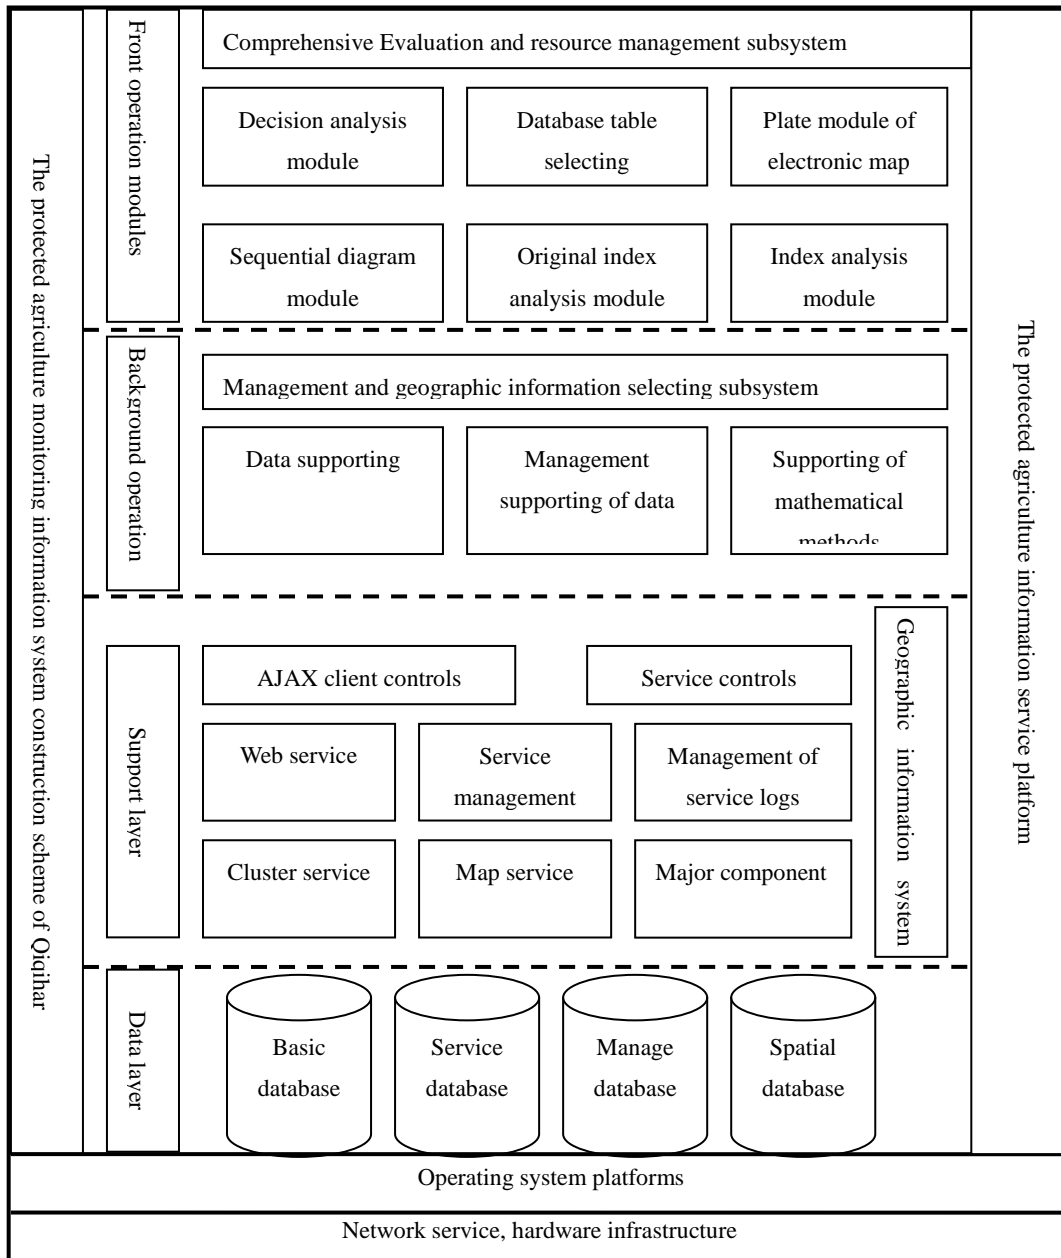 The protected agriculture monitoring information system construction scheme of Qiqihar
Front operation modules
Comprehensive Evaluation and resource management subsystem
Decision analysis
module
Database table
selecting
Plate module of
electronic map
Sequential diagram
module
Original index
analysis module
Index analysis
module
Background operation
Management and geographic information selecting subsystem
Data supporting
Management
supporting of data
Supporting of
mathematical
methods
Support layer
AJAX client controls
Service controls
Web service
Service
management
Management of
service logs
Cluster service
Map service
Major component
Geographic information system
Data layer
Basic
database
Service
database
Manage
database
Spatial
database
The protected agriculture information service platform
Operating system platforms
Network service, hardware infrastructure